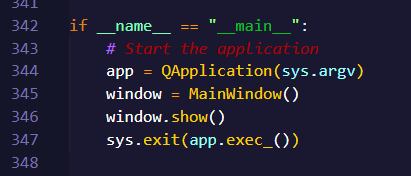 341
342 if __name__ == "__main__":
343     # Start the application
344     app = QApplication(sys.argv)
345     window = MainWindow()
346     window.show()
347     sys.exit(app.exec_())
348